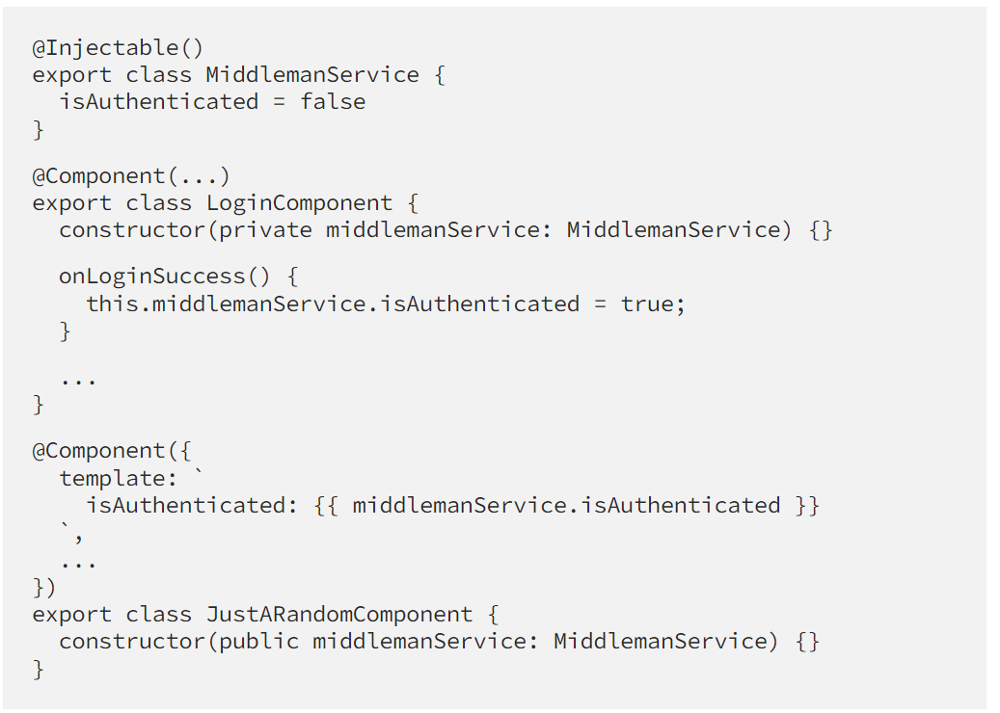 @Injectable()
export class MiddlemanService {
  isAuthenticated = false
}
@Component(...)
export class LoginComponent {
  constructor(private middlemanService: MiddlemanService) {}
  onLoginSuccess() {
    this.middlemanService.isAuthenticated = true;
  }
  ...
}
@Component({
  template: `
    isAuthenticated: {{ middlemanService.isAuthenticated }}
  `,
  ...
})
export class JustARandomComponent {
  constructor(public middlemanService: MiddlemanService) {}
}